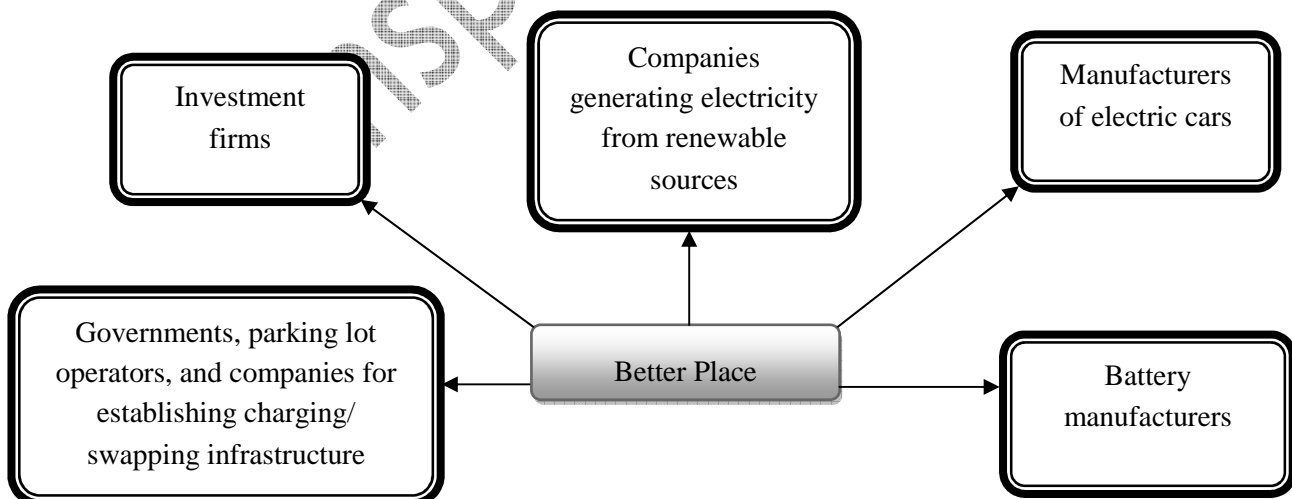 Investment
firms
Companies
generating electricity
from renewable
sources
Manufacturers
of electric cars
Governments, parking lot
operators, and companies for
establishing charging/
swapping infrastructure
Better Place
Battery
manufacturers